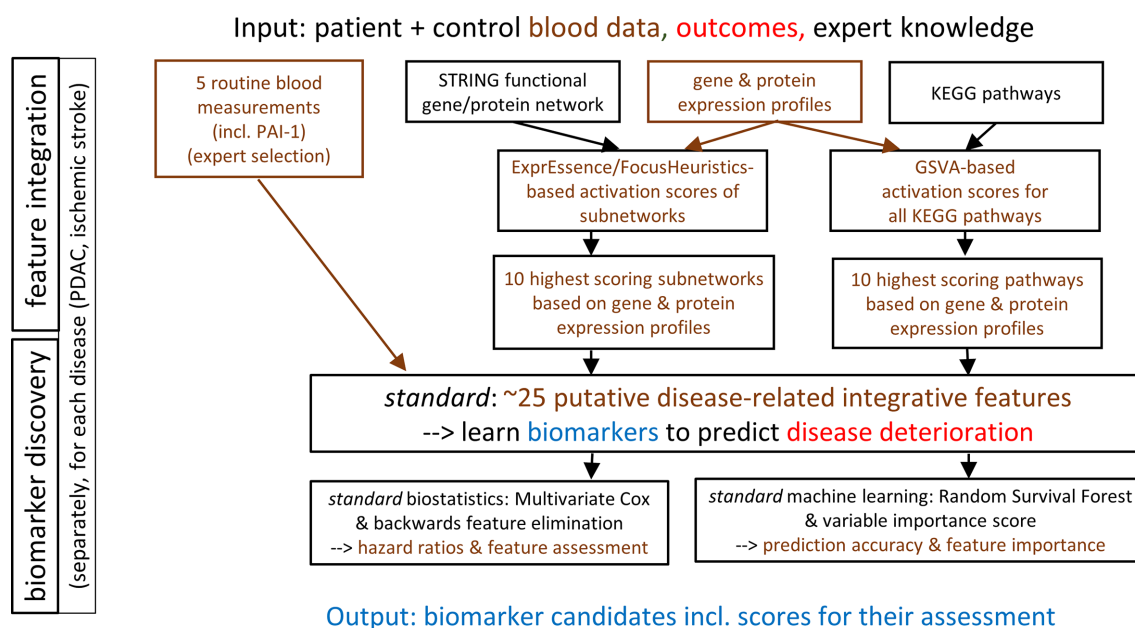 Input: patient + control blood data, outcomes, expert knowledge
feature integration
biomarker discovery
(separately, for each disease (PDAC, ischemic stroke)
5 routine blood
measurements
(incl. PAI-1)
(expert selection)
STRING functional
gene/protein network
gene & protein
expression profiles
KEGG pathways
ExprEssence/FocusHeuristics-
based activation scores of
subnetworks
GSVA-based
activation scores for
all KEGG pathways
10 highest scoring subnetworks
based on gene & protein
expression profiles
10 highest scoring pathways
based on gene & protein
expression profiles
standard: ~25 putative disease-related integrative features
--> learn biomarkers to predict disease deterioration
standard biostatistics: Multivariate Cox
& backwards feature elimination
--> hazard ratios & feature assessment
standard machine learning: Random Survival Forest
& variable importance score
--> prediction accuracy & feature importance
Output: biomarker candidates incl. scores for their assessment